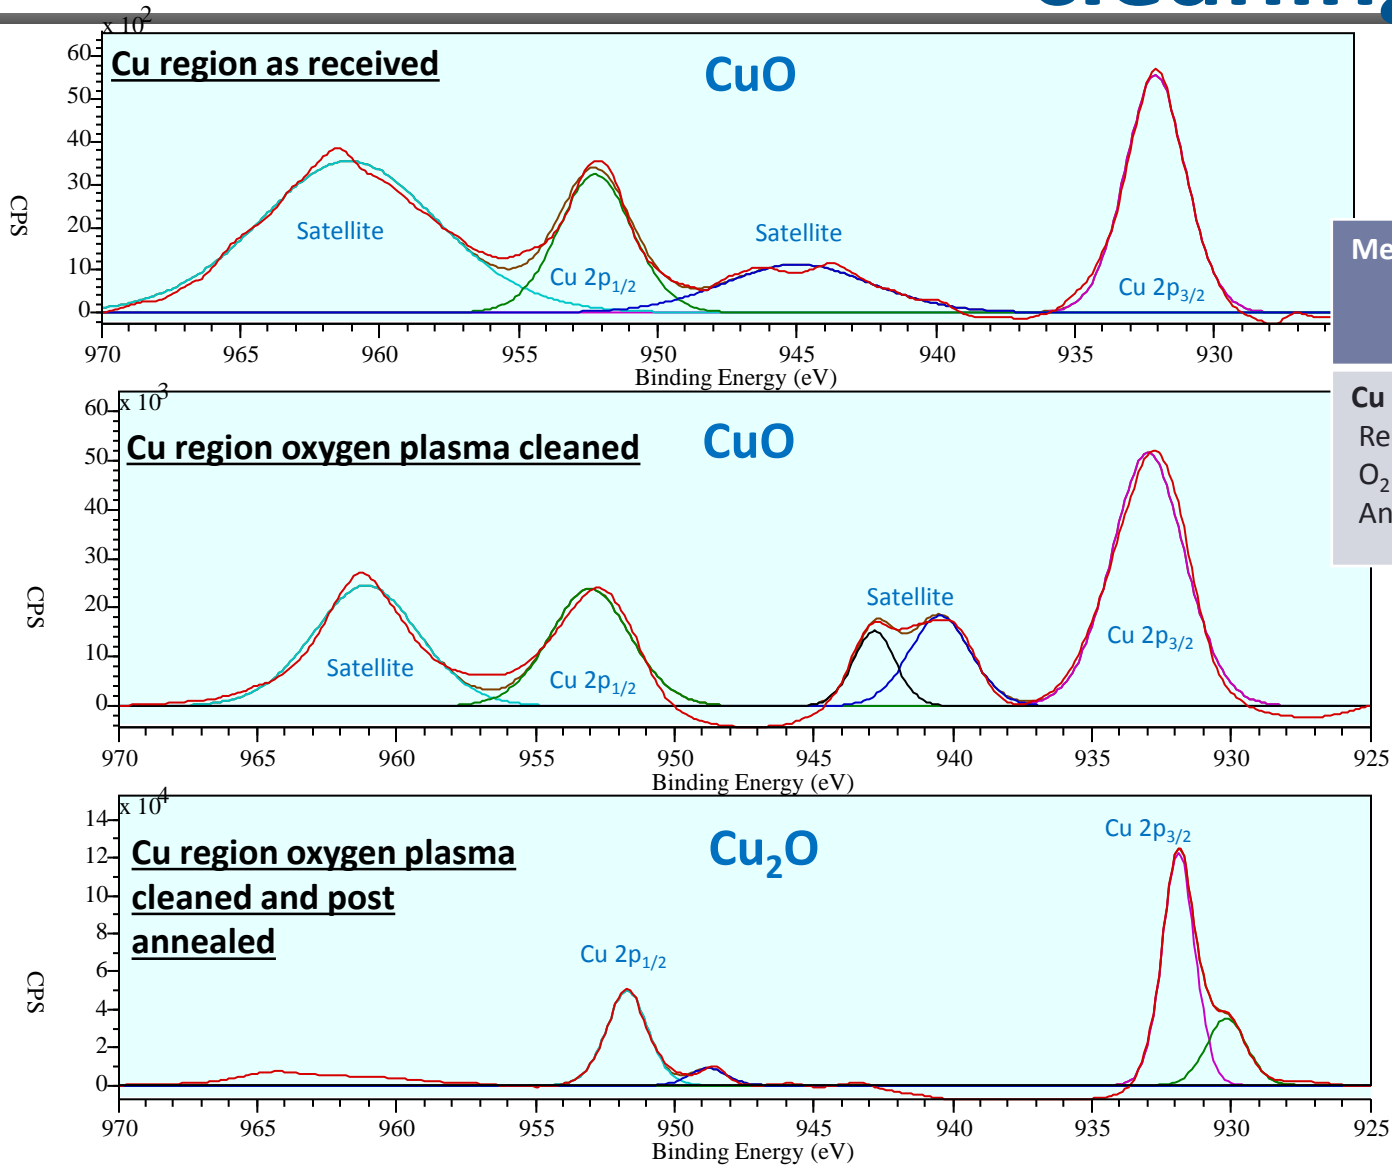 x 10²
Cu region as received
CuO
60
50
40
30
20
10
0
CPS
Satellite
Cu 2p₁/₂
Satellite
Cu 2p₃/₂
970 965 960 955 950 945 940 935 930
Binding Energy (eV)
x 10³
Cu region oxygen plasma cleaned
CuO
60
50
40
30
20
10
0
CPS
Satellite
Cu 2p₁/₂
Satellite
Cu 2p₃/₂
970 965 960 955 950 945 940 935 930 925
Binding Energy (eV)
x 10⁴
Cu region oxygen plasma
cleaned and post
annealed
Cu₂O
14
12
10
8
6
4
2
0
CPS
Cu 2p₁/₂
Cu 2p₃/₂
970 965 960 955 950 945 940 935 930 925
Binding Energy (eV)
Me
Cu
Re
O₂
An